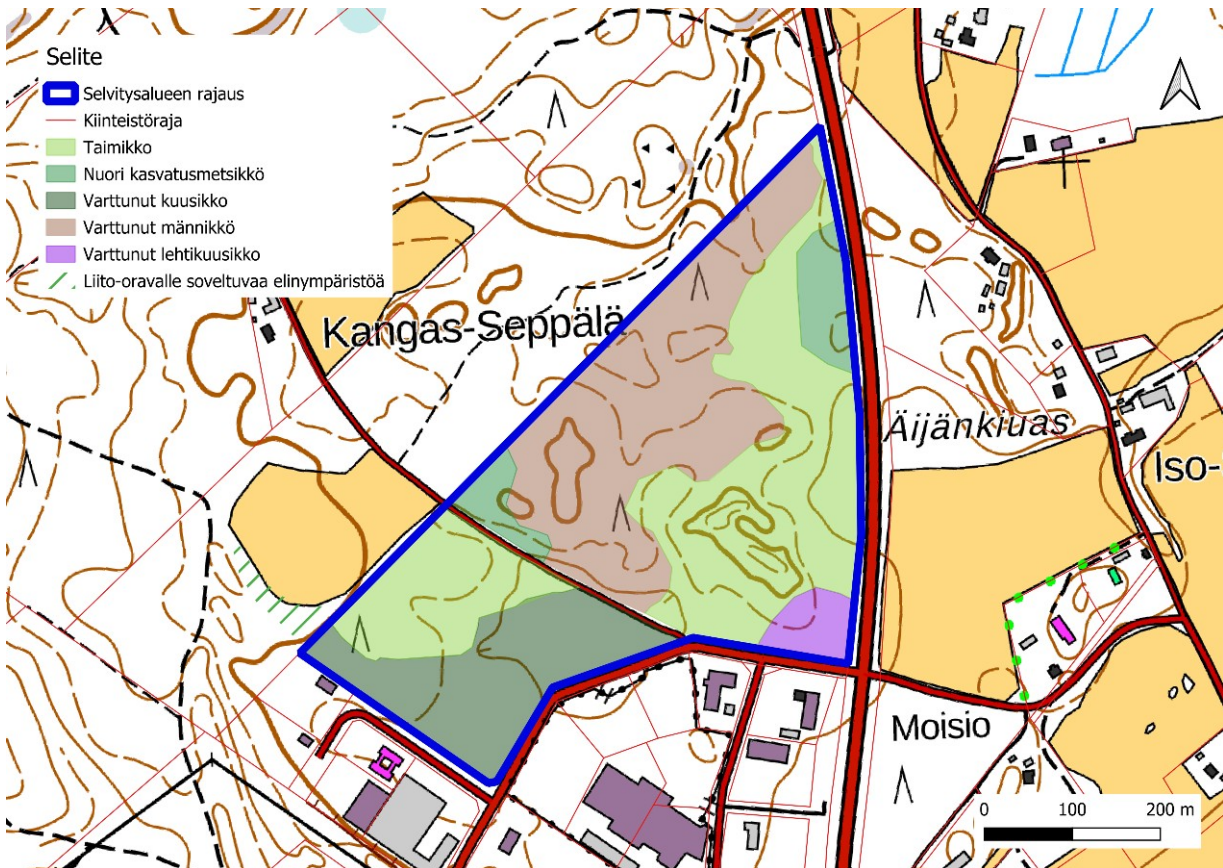 Selite
Selvitysalueen rajaus
Kiinteistöraja
Taimikko
Nuori kasvatusmetsikkö
Varttunut kuusikko
Varttunut männikkö
Varttunut lehtikuusikko
Liito-oravalle soveltuvaa elinympäristöä
Kangas-Seppälä
Äijänkiuas
Iso-
Moisio
0 100 200 m